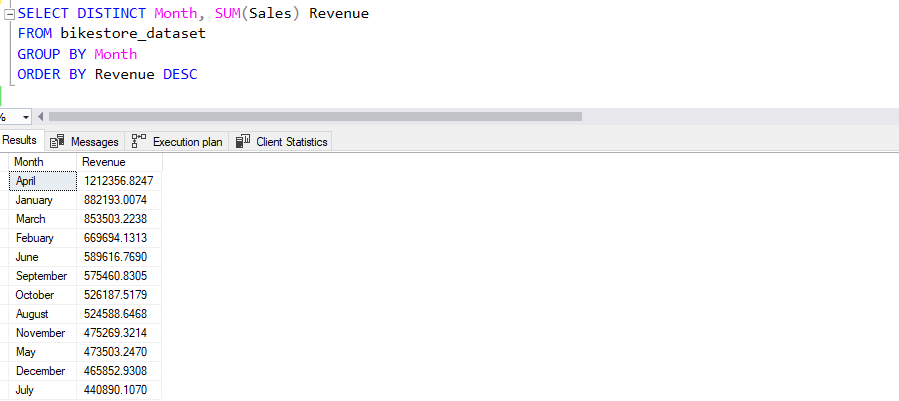 SELECT DISTINCT Month, SUM(Sales) Revenue
FROM bikestore_dataset
GROUP BY Month
ORDER BY Revenue DESC
%
Results Messages Execution plan Client Statistics
Month Revenue
April 1212356.8247
January 882193.0074
March 853503.2238
Febuary 669694.1313
June 589616.7690
September 575460.8305
October 526187.5179
August 524588.6468
November 475269.3214
May 473503.2470
December 465852.9308
July 440890.1070